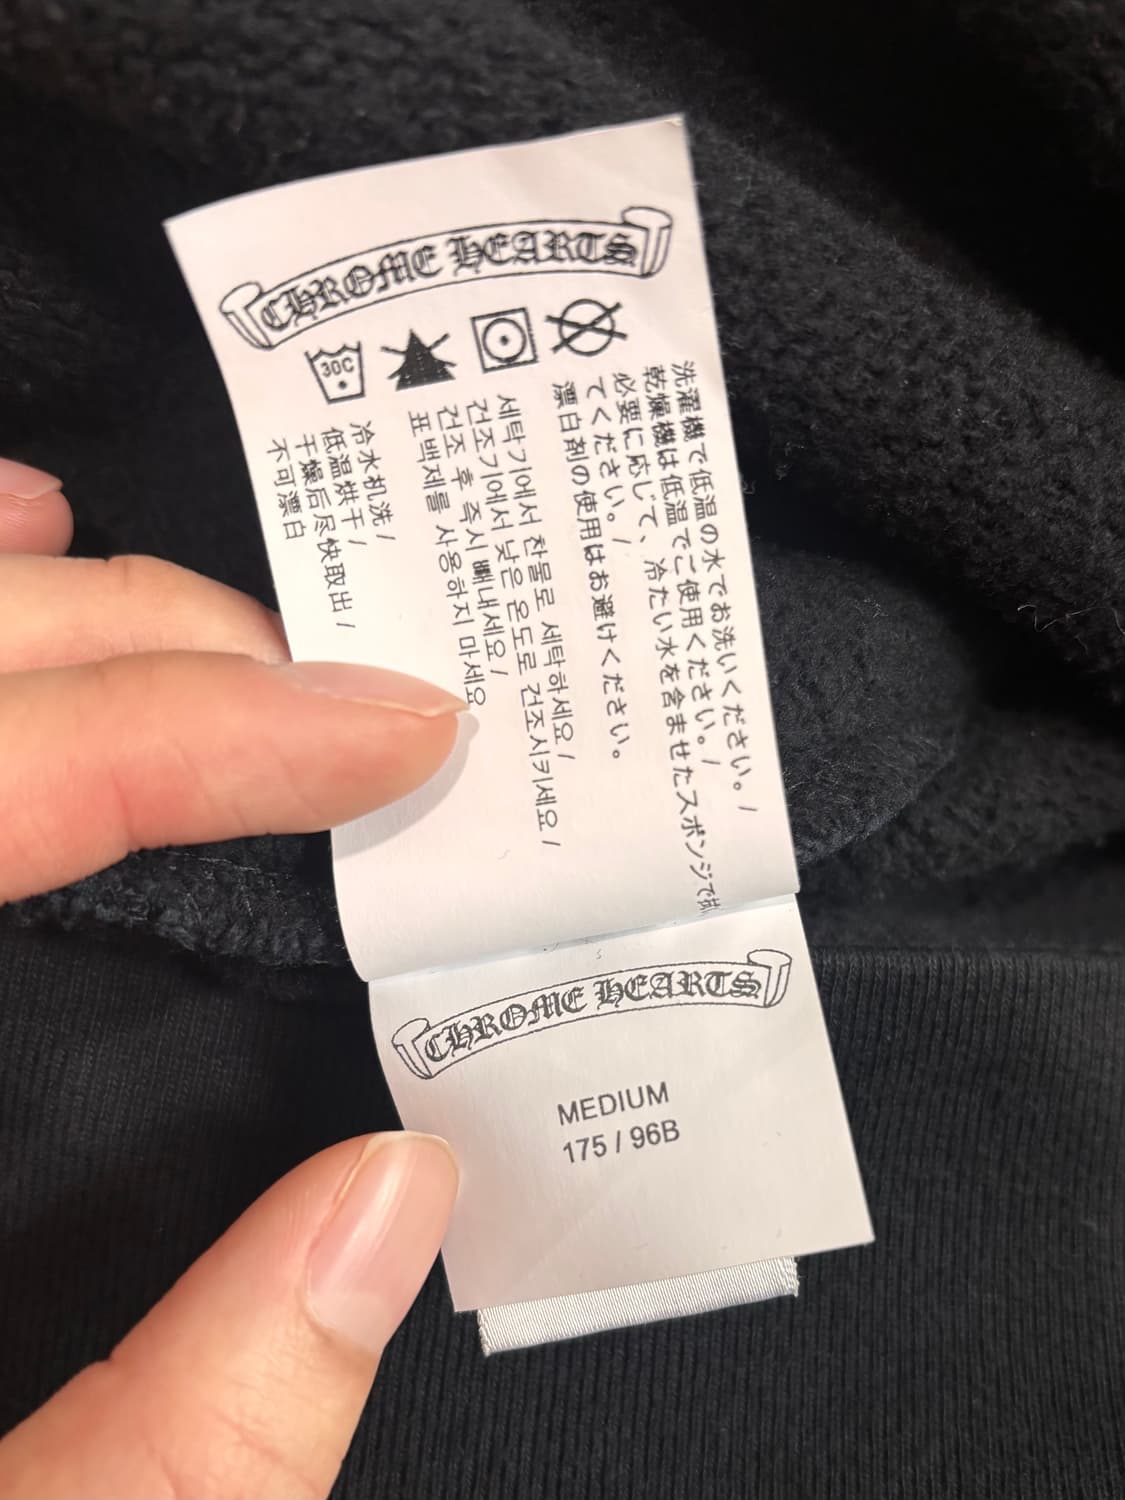 CHROME HEARTS
30C
洗濯機で低温の水でお洗いください。/
乾燥機は低温でご使用ください。/
必要に応じて、冷たい水を含ませたスポンジで拭
てください。/
漂白剤の使用はお避けください。
세탁기에서 찬물로 세탁하세요/
건조기에서 낮은 온도로 건조시키세요/
건조 후 즉시 빼내세요/
표백제를 사용하지 마세요
冷水机洗/
低温烘干/
干燥后尽快取出/
不可漂白
CHROME HEARTS
MEDIUM
175 / 96B